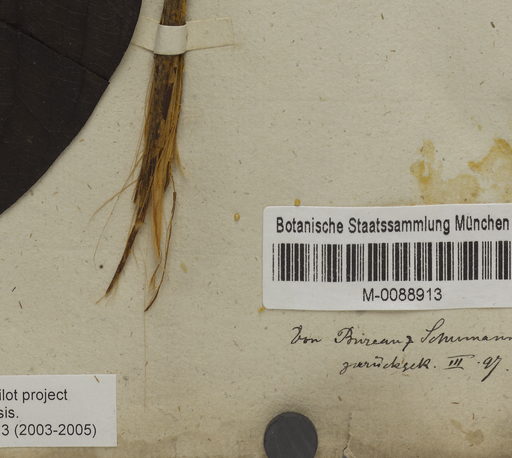 Botanische Staatssammlung München
M-0088913
Von Bureau & Schumann
zurückgek. III. 97.
ilot project
sis.
3 (2003-2005)